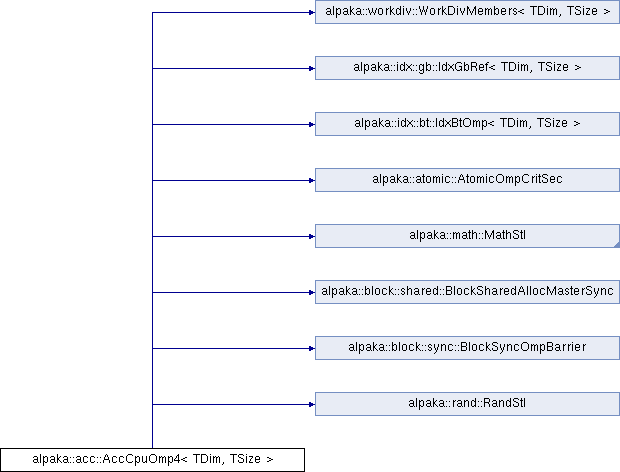 alpaka::workdiv::WorkDivMembers< TDim, TSize >
alpaka::idx::gb::IdxGbRef< TDim, TSize >
alpaka::idx::bt::IdxBtOmp< TDim, TSize >
alpaka::atomic::AtomicOmpCritSec
alpaka::math::MathStl
alpaka::block::shared::BlockSharedAllocMasterSync
alpaka::block::sync::BlockSyncOmpBarrier
alpaka::rand::RandStl
alpaka::acc::AccCpuOmp4< TDim, TSize >